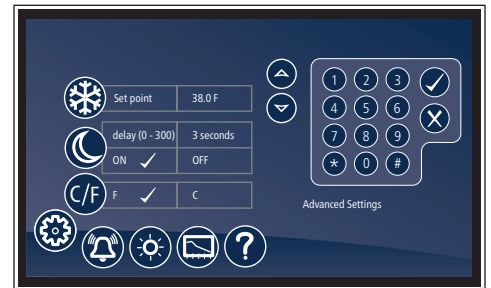 Set point 38.0 F
delay (0 - 300) 3 seconds
ON ✓ OFF
C/F F ✓ C
?
1 2 3 ✓
4 5 6 X
7 8 9
* 0 #
Advanced Settings